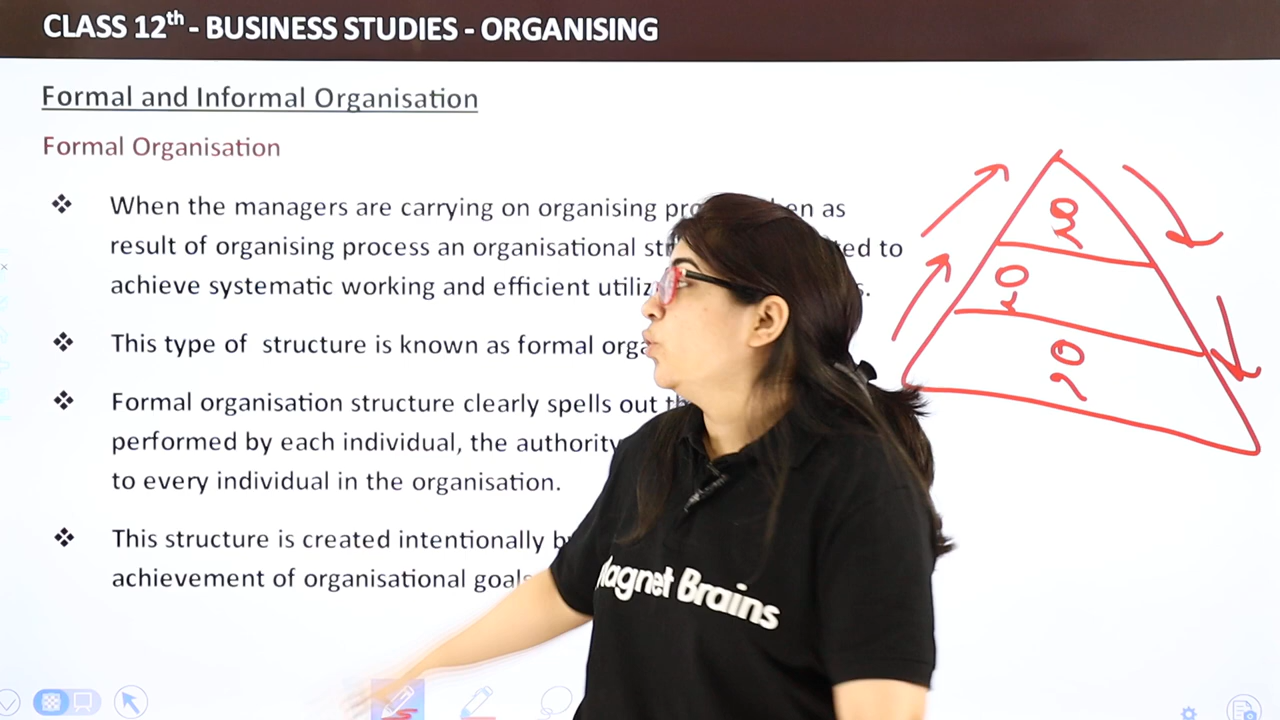 CLASS 12th - BUSINESS STUDIES - ORGANISING
Formal and Informal Organisation
Formal Organisation
❖ When the managers are carrying on organising as
result of organising process an organisational to
achieve systematic working and efficient
❖ This type of structure is known as formal
❖ Formal organisation structure clearly spells out
performed by each individual, the authority
to every individual in the organisation.
❖ This structure is created intentionally
achievement of organisational goals
Magnet Brains